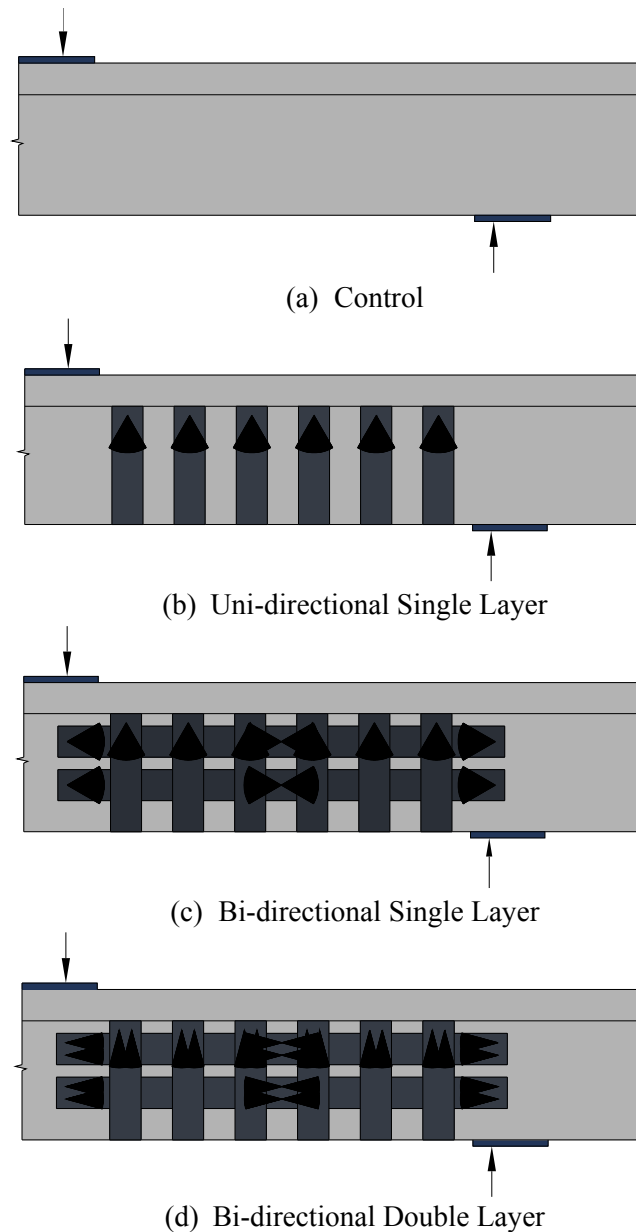 (a) Control
(b) Uni-directional Single Layer
(c) Bi-directional Single Layer
(d) Bi-directional Double Layer